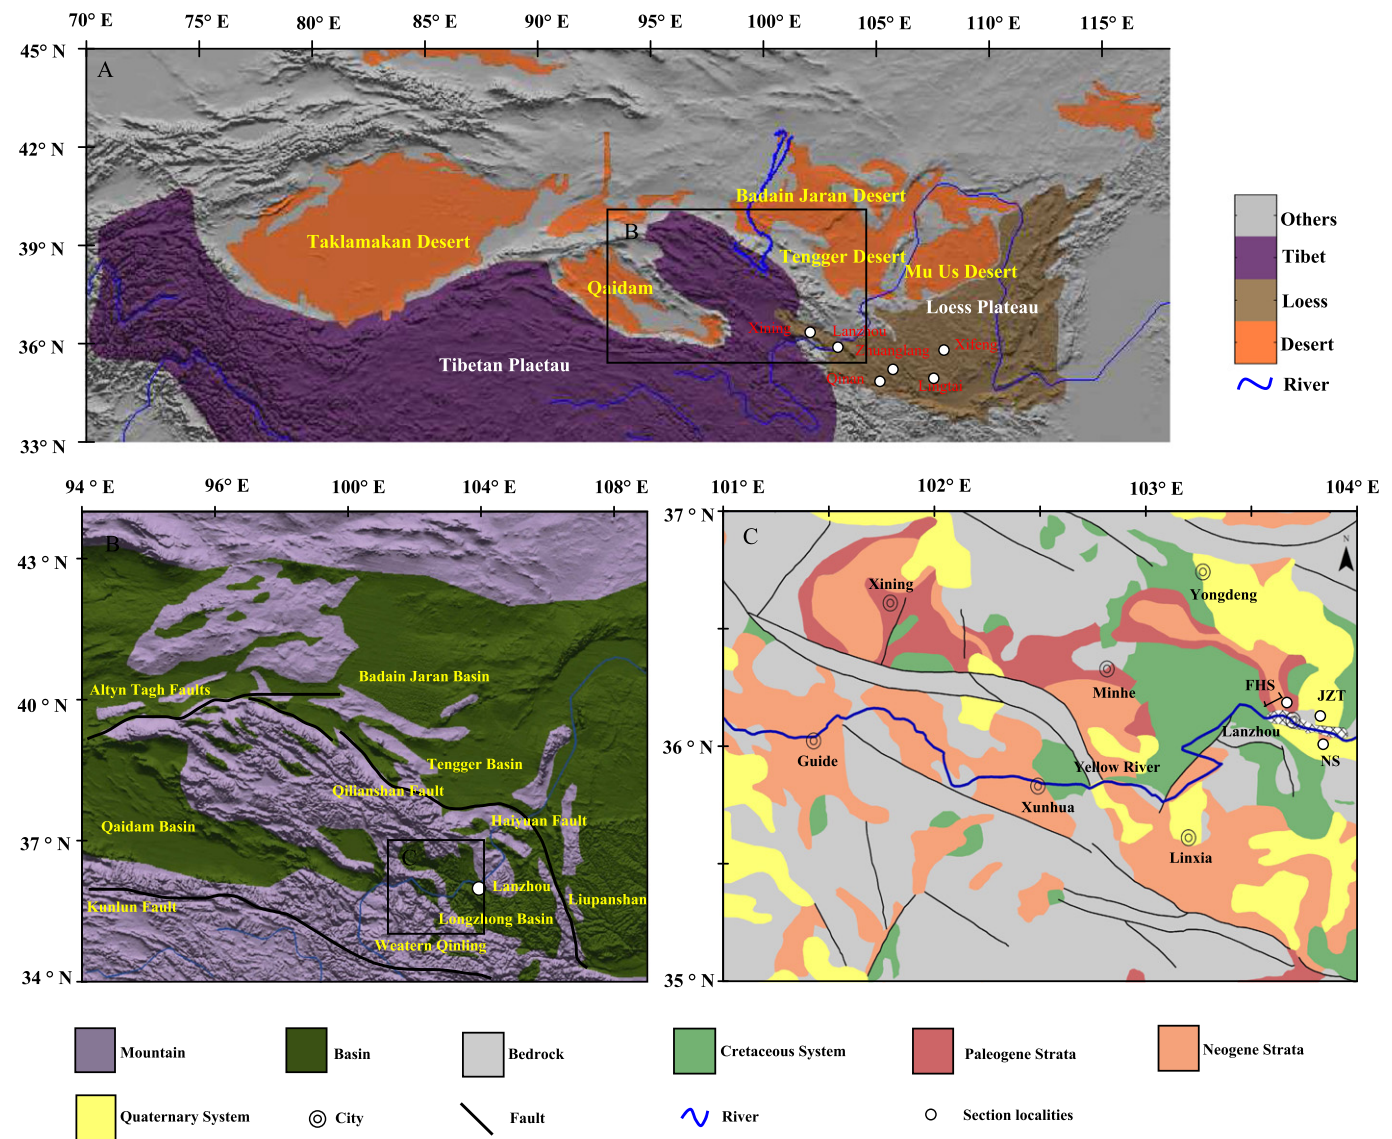 70° E 75° E 80° E 85° E 90° E 95° E 100° E 105° E 110° E 115° E
45° N
A
42° N
Badain Jaran Desert
39° N
B
Taklamakan Desert
Tengger Desert
Mu Us Desert
Qaidam
Loess Plateau
Xining
Lanzhou
36° N
Zhuanglang
Xifeng
Tibetan Plaetau
Qinan
Lingtai
33° N
Others
Tibet
Loess
Desert
River
94 ° E 96° E 100° E 104° E 108° E
B
43 ° N
Badain Jaran Basin
Altyn Tagh Faults
40 ° N
Tengger Basin
Qilianshan Fault
Haiyuan Fault
Qaidam Basin
37 ° N
C
Lanzhou
Liupanshan
Kunlun Fault
Longzhong Basin
Weatern Qinling
34 ° N
101° E 102° E 103° E 104° E
37 ° N
C
N
Xining
Yongdeng
Minhe
FHS
JZT
Lanzhou
36 ° N
Guide
Yellow River
NS
Xunhua
Linxia
35 ° N
Mountain
Basin
Bedrock
Cretaceous System
Paleogene Strata
Neogene Strata
Quaternary System
City
Fault
River
Section localities